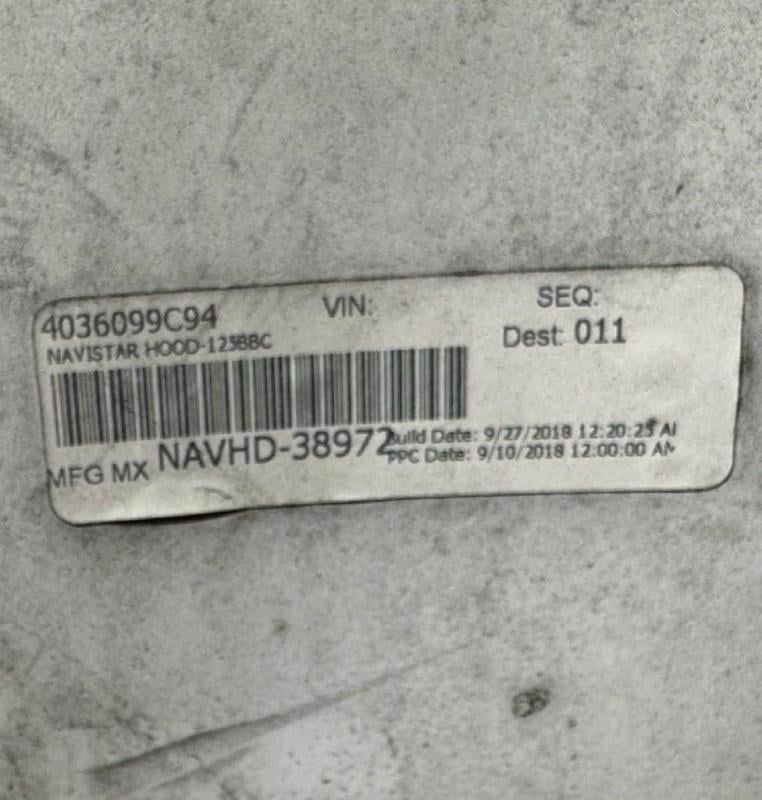 4036099C94 VIN: SEQ:
NAVISTAR HOOD-125BBC Dest: 011
NAVHD-38972 Build Date: 9/27/2018 12:20:25 A
MFG MX PPC Date: 9/10/2018 12:00:00 AM